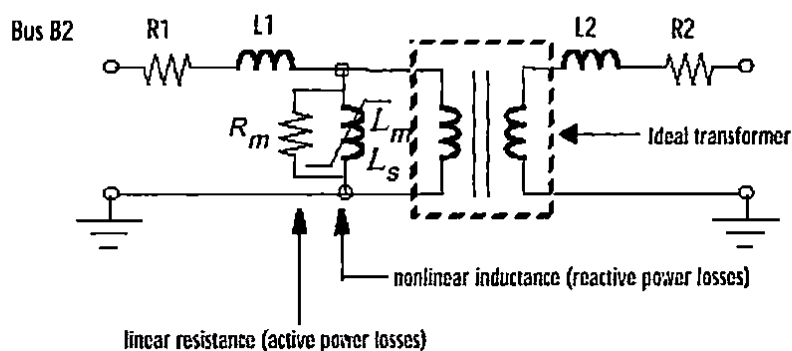 Bus B2
R1
L1
L2
R2
Rm
Lm
Ls
Ideal transformer
nonlinear inductance (reactive power losses)
linear resistance (active power losses)